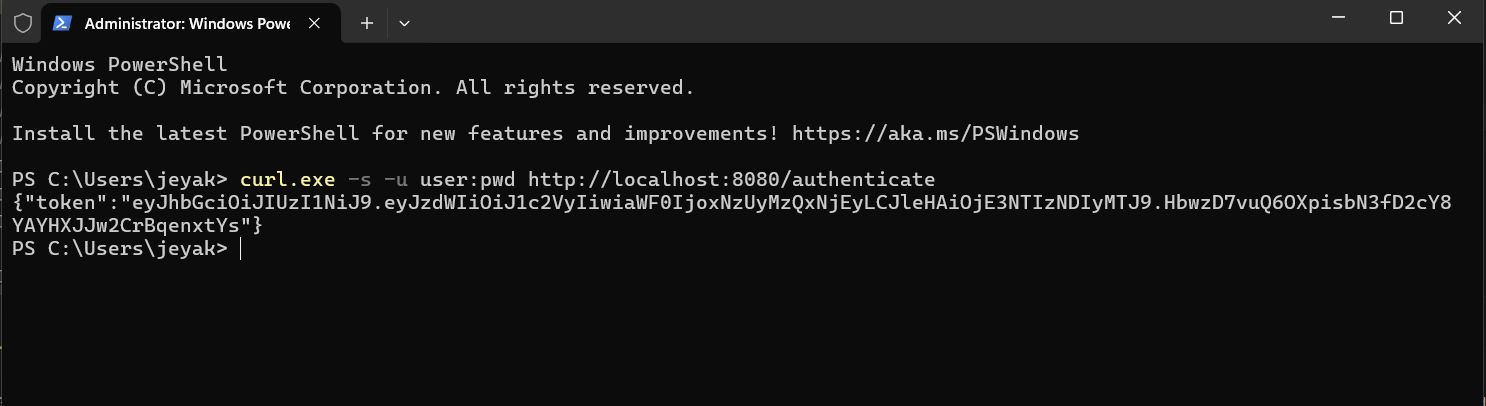 Administrator: Windows Powe
Windows PowerShell
Copyright (C) Microsoft Corporation. All rights reserved.
Install the latest PowerShell for new features and improvements! https://aka.ms/PSWindows
PS C:\Users\jeyak> curl.exe -s -u user:pwd http://localhost:8080/authenticate
{"token":"eyJhbGciOiJIUzI1NiJ9.eyJzdWIiOiJ1c2VyIiwiaWF0IjoxNzUyMzQxNjEyLCJleHAiOjE3NTIzNDIyMTJ9.HbwzD7vuQ6OXpisbN3fD2cY8
YAYHXJJw2CrBqenxtYs"}
PS C:\Users\jeyak>